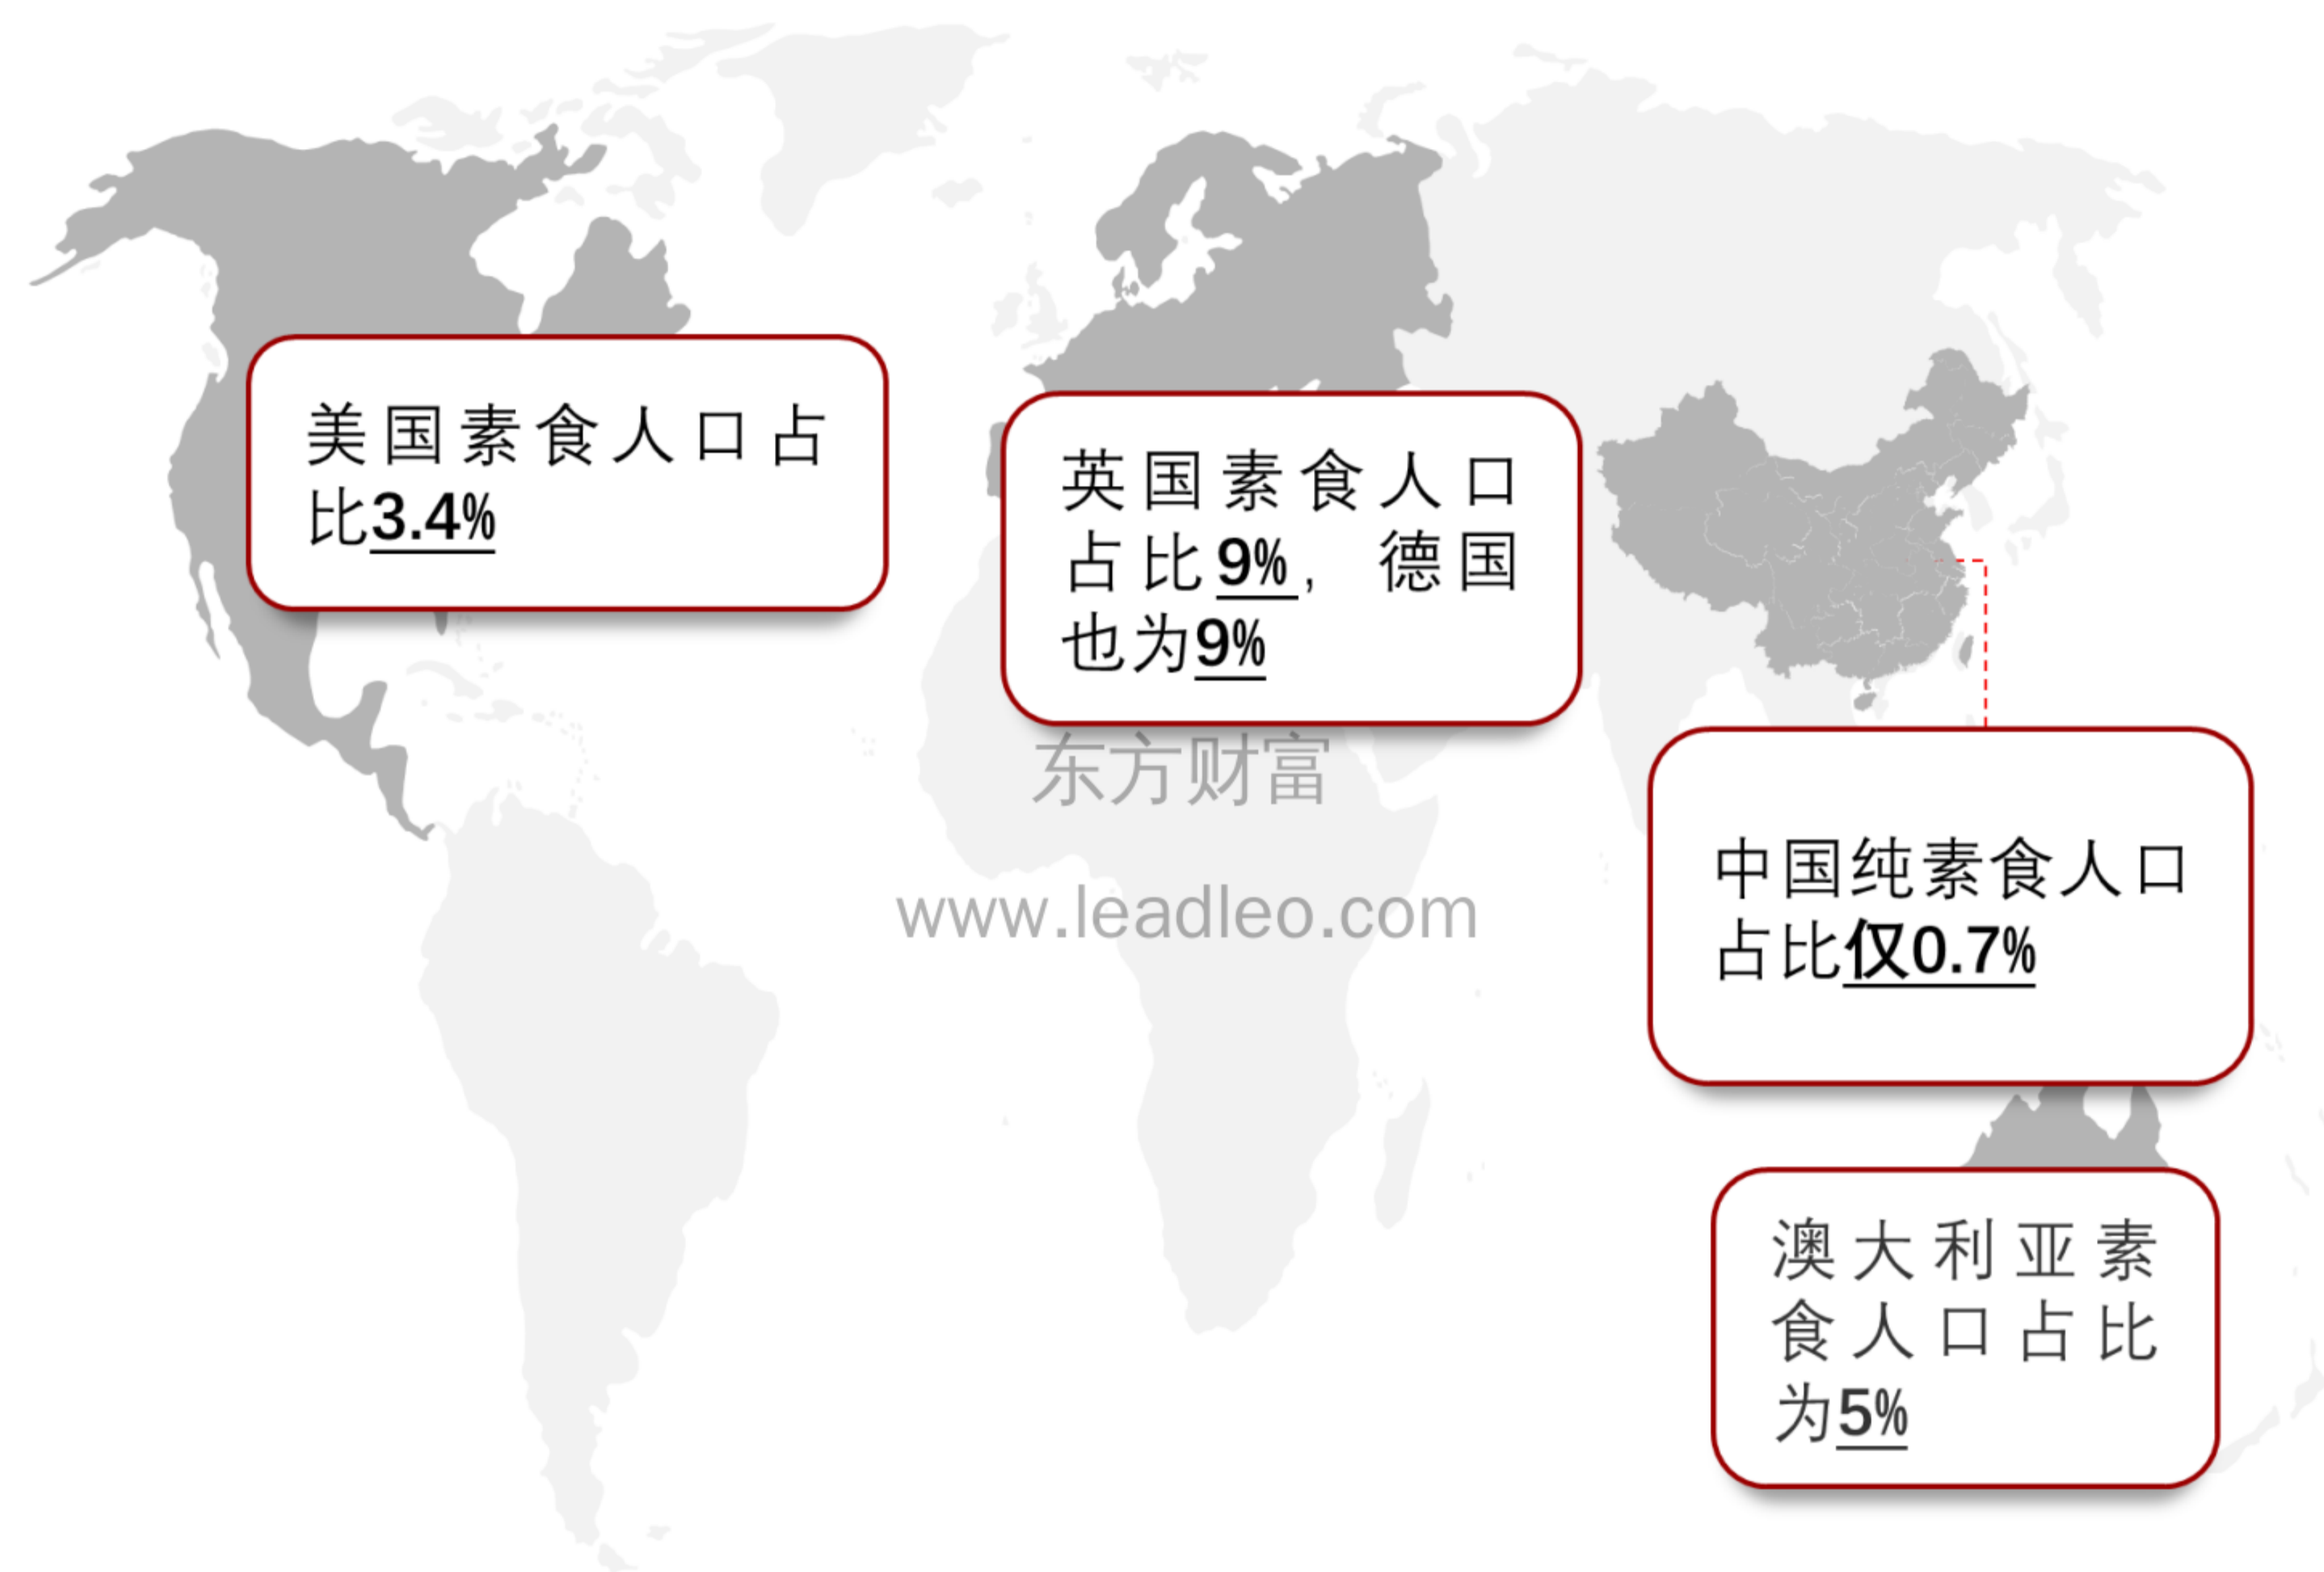 美国素食人口占
比3.4%
英国素食人口
占比9%，德国
也为9%
东方财富
www.leadleo.com
中国纯素食人口
占比仅0.7%
澳大利亚素
食人口占比
为5%